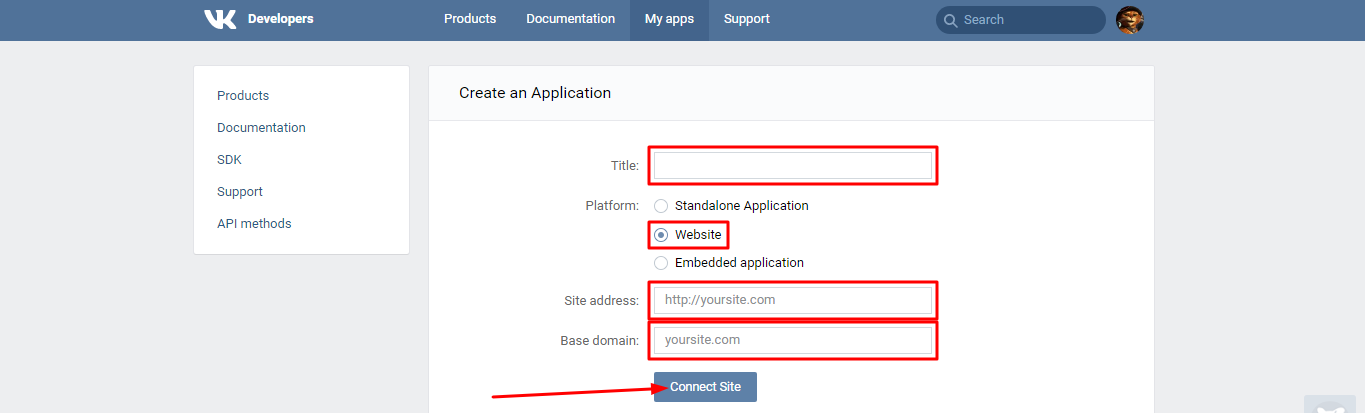 VK Developers Products Documentation My apps Support Search
Products
Documentation
SDK
Support
API methods
Create an Application
Title:
Platform: Standalone Application
Website
Embedded application
Site address: http://yoursite.com
Base domain: yoursite.com
Connect Site